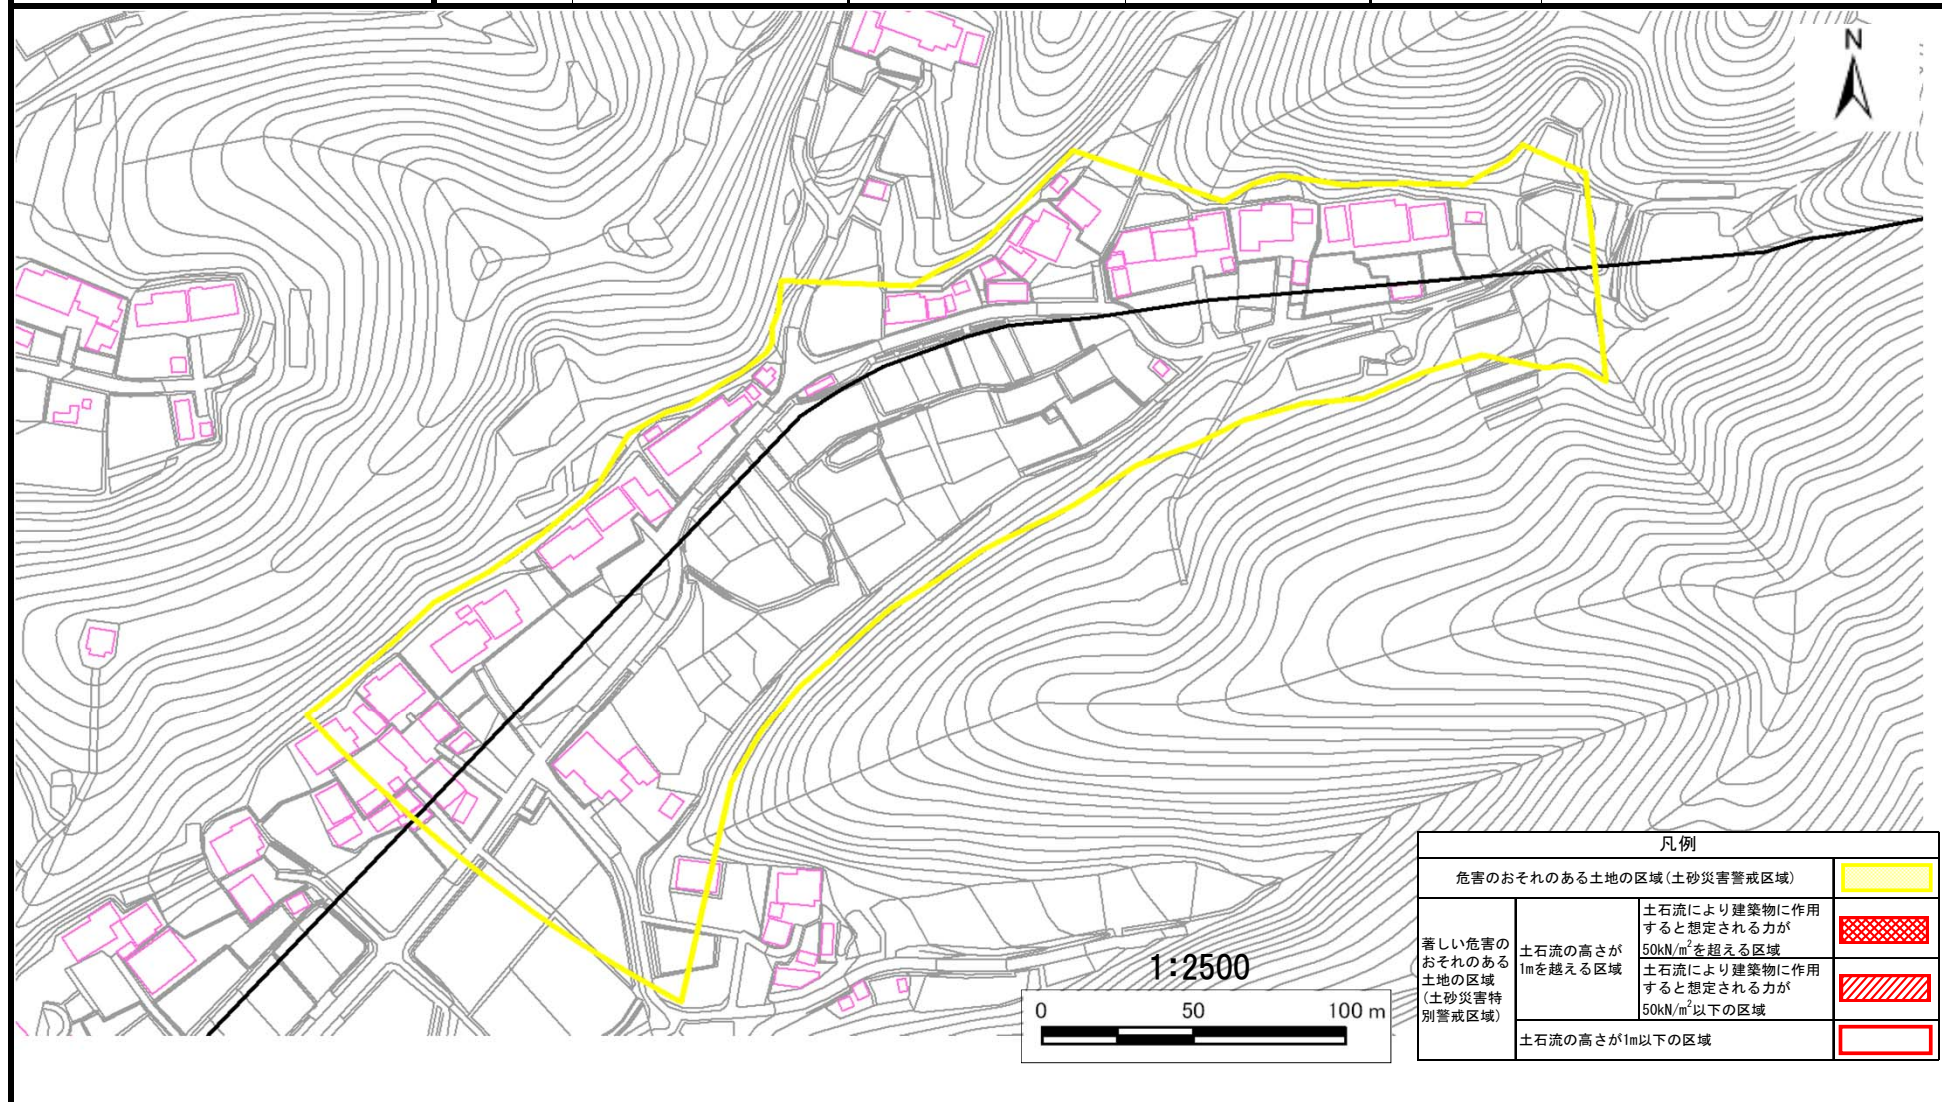 N
1:2500
0 50 100 m
凡例
危害のおそれのある土地の区域(土砂災害警戒区域)
著しい危害の
おそれのある
土地の区域
(土砂災害特
別警戒区域)
土石流の高さが
1mを越える区域
土石流により建築物に作用
すると想定される力が
50kN/m²を超える区域
土石流により建築物に作用
すると想定される力が
50kN/m²以下の区域
土石流の高さが1m以下の区域